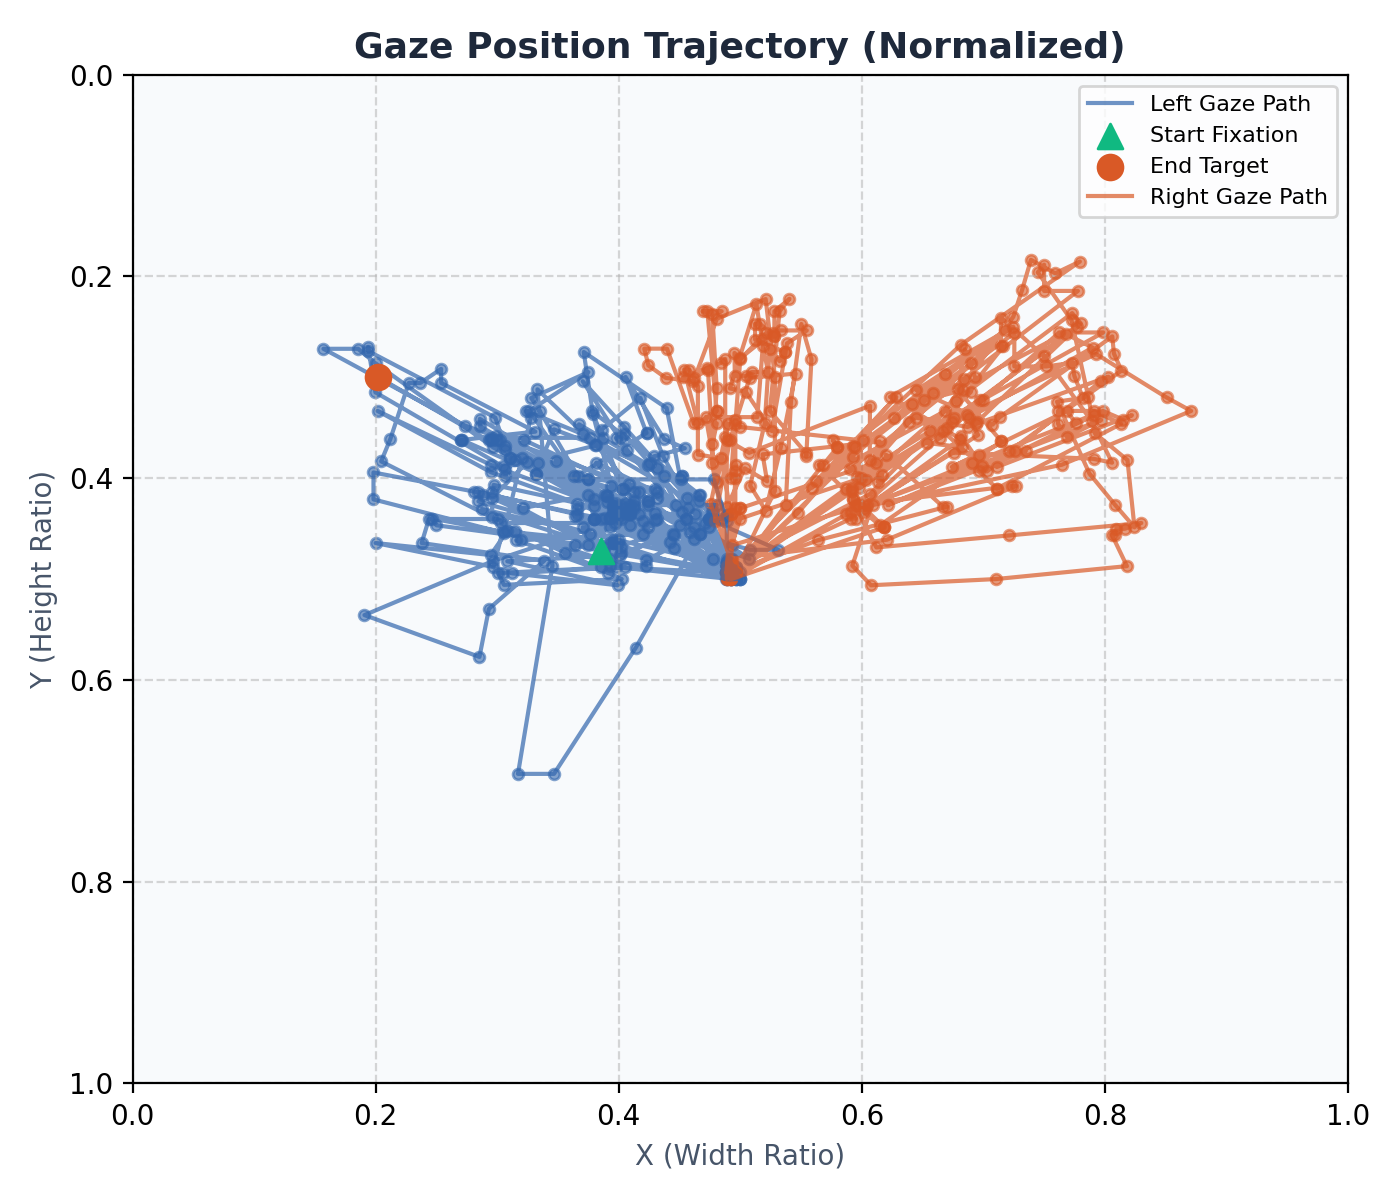 Gaze Position Trajectory (Normalized)
Left Gaze Path
Start Fixation
End Target
Right Gaze Path
0.0
0.2
0.4
0.6
0.8
1.0
Y (Height Ratio)
0.0 0.2 0.4 0.6 0.8 1.0
X (Width Ratio)